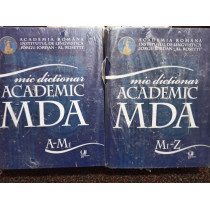 ACADEMIA ROMÂNĂ
INSTITUTUL DE LINGVISTICĂ
„IORGU IORDAN - AL. ROSETTI”
mic dicționar
ACADEMIC
MDA
A-Me
ACADEMIA ROMÂNĂ
INSTITUTUL DE LINGVISTICĂ
„IORGU IORDAN - AL. ROSETTI”
mic dicționar
ACADEMIC
MDA
Mi-Z